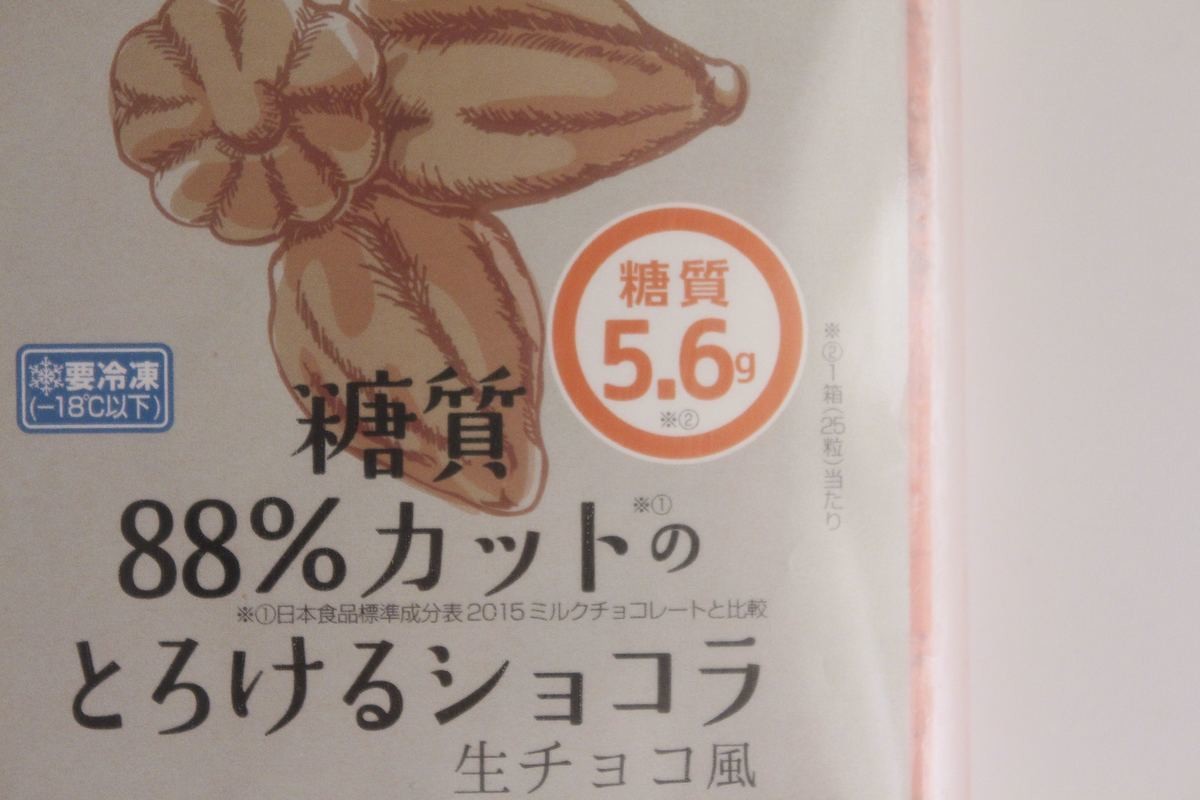 糖質
5.6g
※②
※②1箱(25粒)当たり
要冷凍
(-18℃以下)
糖質
88%カット※①の
※①日本食品標準成分表2015ミルクチョコレートと比較
とろけるショコラ
生チョコ風